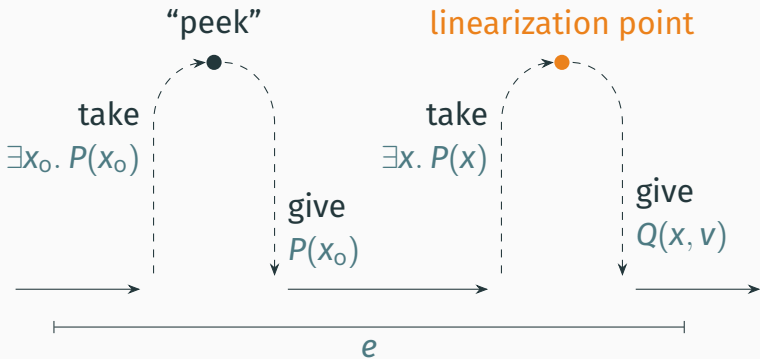 “peek”
linearization point
take
∃x₀. P(x₀)
take
∃x. P(x)
give
P(x₀)
give
Q(x, v)
e